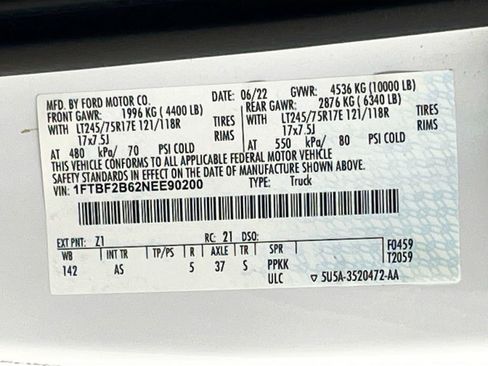 MFD. BY FORD MOTOR CO.
DATE: 06/22 GVWR: 4536 KG (10000 LB)
FRONT GAWR: 1996 KG (4400 LB) REAR GAWR: 2876 KG (6340 LB)
WITH LT245/75R17E 121/118R TIRES WITH LT245/75R17E 121/118R TIRES
17x7.5J RIMS 17x7.5J RIMS
AT 480 kPa/ 70 PSI COLD AT 550 kPa/ 80 PSI COLD
THIS VEHICLE CONFORMS TO ALL APPLICABLE FEDERAL MOTOR VEHICLE
SAFETY STANDARDS IN EFFECT ON THE DATE OF MANUFACTURE SHOWN ABOVE.
VIN: 1FTBF2B62NEE90200 TYPE: Truck
EXT PNT: Z1 RC: 21 DSO: F0459
WB INT TR TP/PS R AXLE TR SPR T2059
142 AS 5 37 S PPKK
ULC ▽ 5U5A-3520472-AA